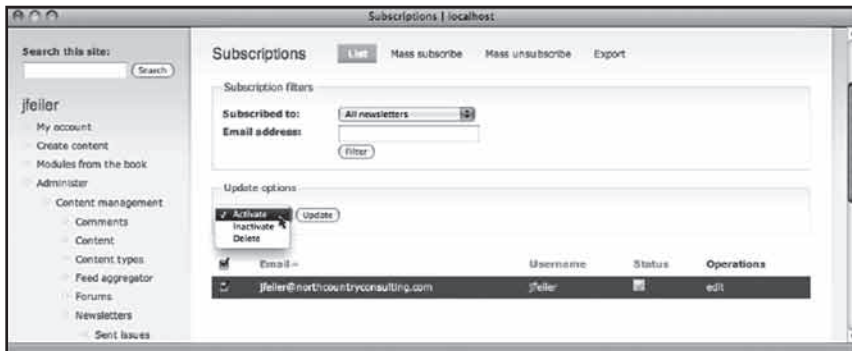 Subscriptions | localhost
Search this site:
Search
jfeiler
My account
Create content
Modules from the book
Administer
Content management
Comments
Content
Content types
Feed aggregator
Forums
Newsletters
Sent issues
Subscriptions List Mass subscribe Mass unsubscribe Export
Subscription filters
Subscribed to: All newsletters
Email address:
Filter
Update options
Activate Update
Inactivate
Delete
Email Username Status Operations
jfeiler@northcountryconsulting.com jfeiler edit